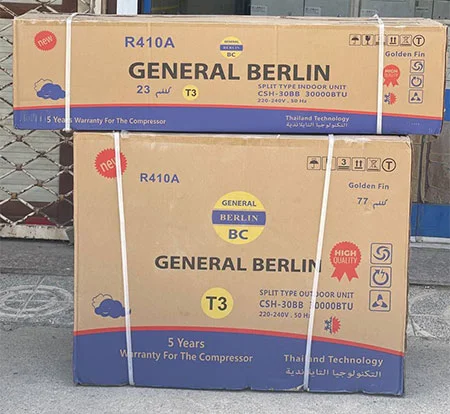 new
R410A
GENERAL
BERLIN
BC
Golden Fin
GENERAL BERLIN
23
T3
SPLIT TYPE INDOOR UNIT
CSH-30BB 30000BTU
220-240V, 50 Hz
HIGH
QUALITY
5 Years Warranty For The Compressor
Thailand Technology
التكنولوجيا التايلاندية
new
R410A
3
T
Golden Fin
77
GENERAL
BERLIN
BC
HIGH
QUALITY
GENERAL BERLIN
T3
SPLIT TYPE OUTDOOR UNIT
CSH-30BB 30000BTU
220-240V, 50 Hz
5 Years
Warranty For The Compressor
Thailand Technology
التكنولوجيا التايلاندية